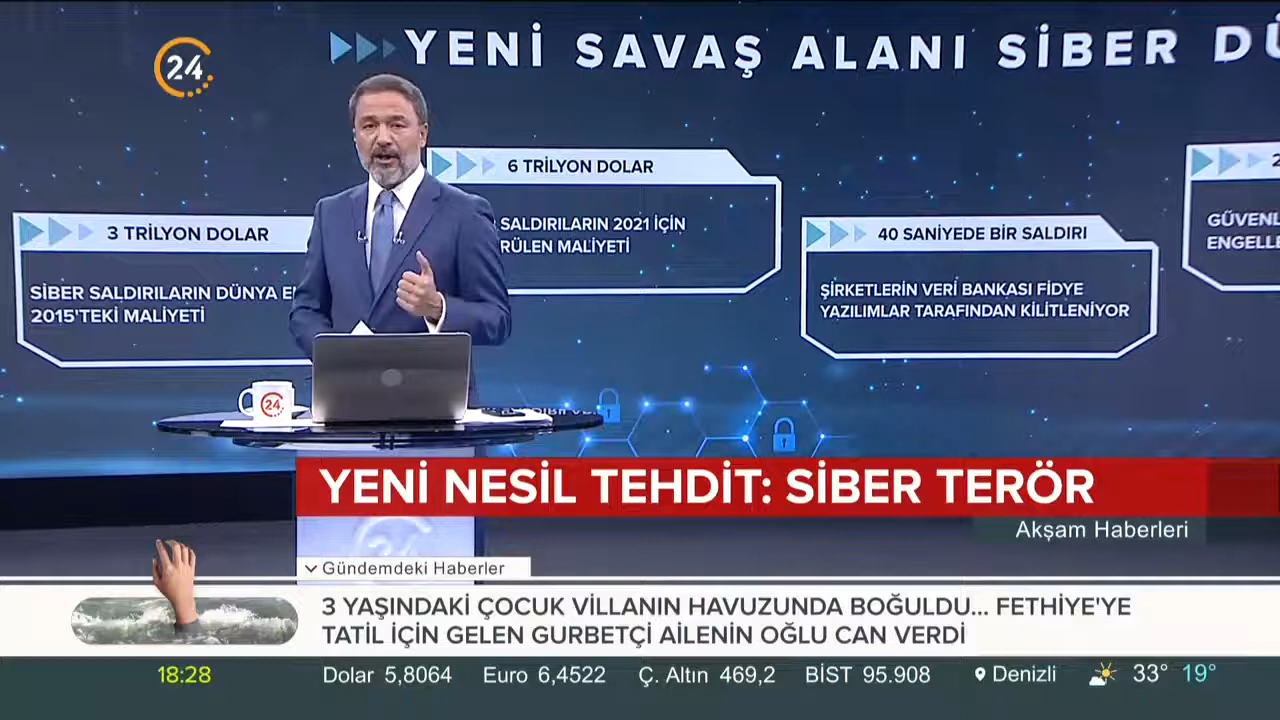 24
YENİ SAVAŞ ALANI SİBER
6 TRİLYON DOLAR
SALDIRILARIN 2021 İÇİN
MALİYETİ
3 TRİLYON DOLAR
SİBER SALDIRILARIN DÜNYA
2015'TEKİ MALİYETİ
40 SANİYEDE BİR SALDIRI
ŞİRKETLERİN VERİ BANKASI FİDYE
YAZILIMLAR TARAFINDAN KİLİTLENİYOR
24
YENİ NESİL TEHDİT: SİBER TERÖR
Akşam Haberleri
24
Gündemdeki Haberler
3 YAŞINDAKİ ÇOCUK VİLLANIN HAVUZUNDA BOĞULDU... FETHİYE'YE
TATİL İÇİN GELEN GURBETÇİ AİLENİN OĞLU CAN VERDİ
18:28 Dolar 5,8064 Euro 6,4522 Ç. Altın 469,2 BİST 95.908 Denizli 33° 19°